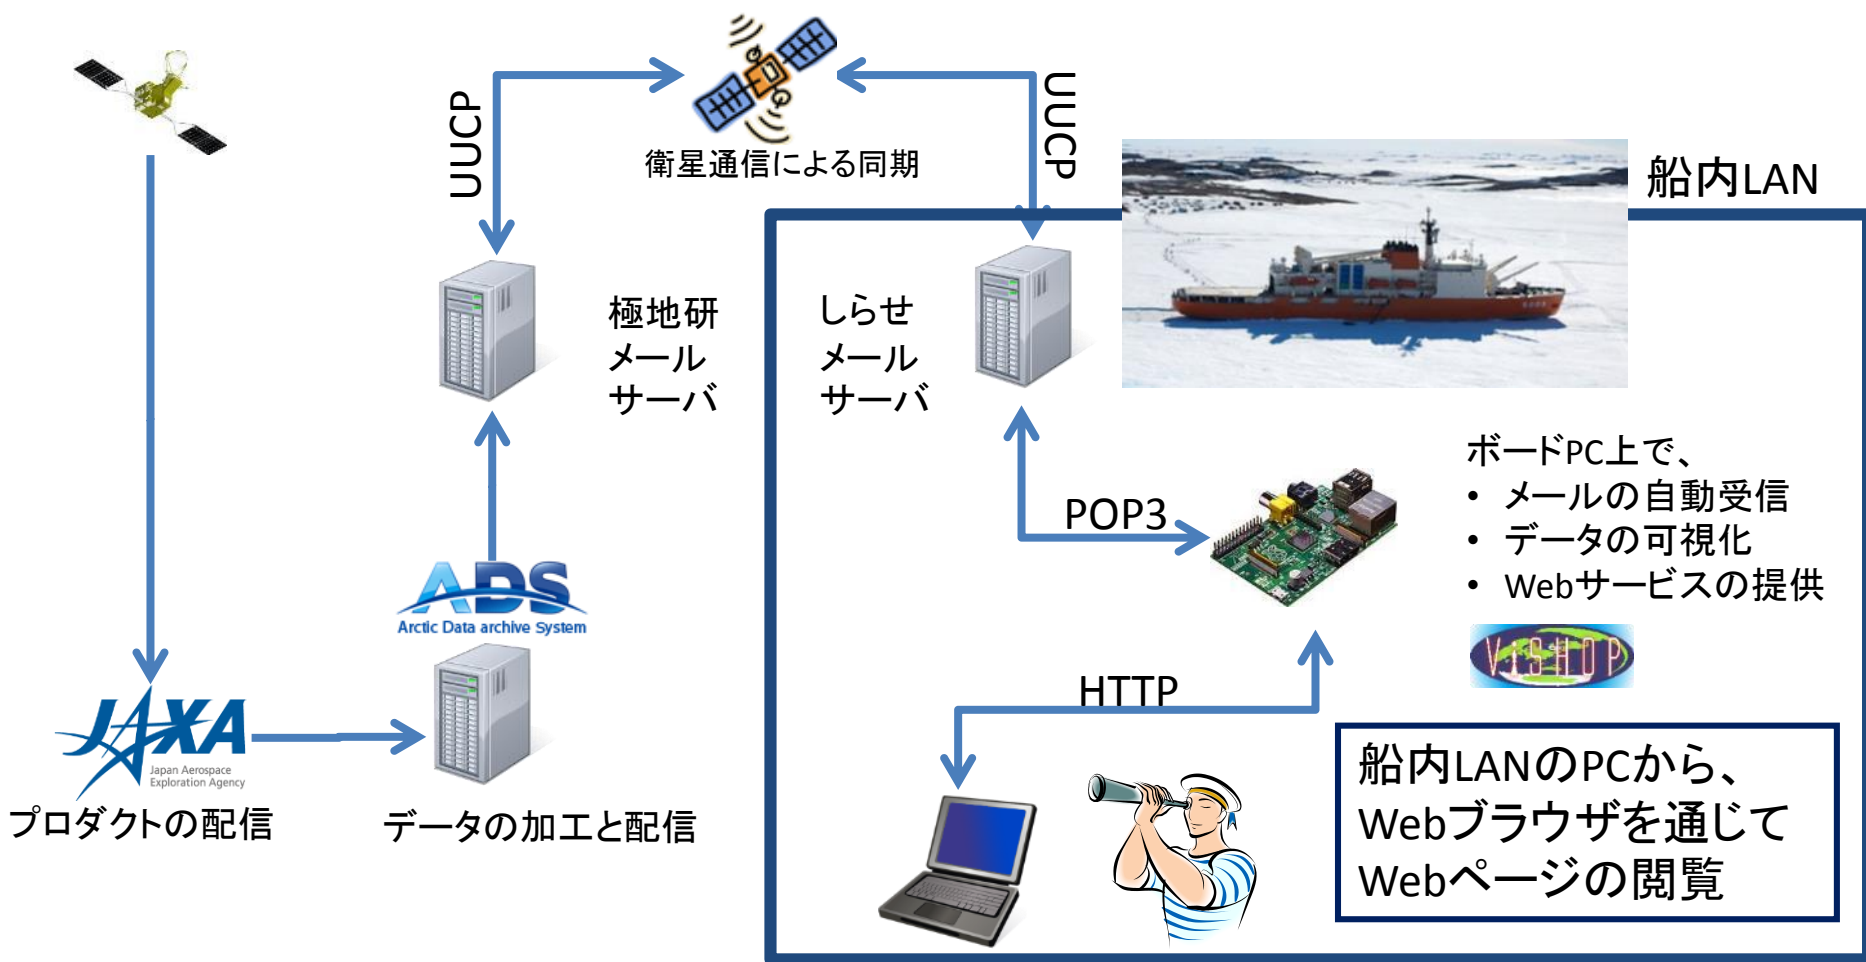 UUCP
衛星通信による同期
UUCP
船内LAN
極地研
メール
サーバ
しらせ
メール
サーバ
POP3
ボードPC上で、
• メールの自動受信
• データの可視化
• Webサービスの提供
ViSHOP
ADS
Arctic Data archive System
HTTP
JAXA
Japan Aerospace
Exploration Agency
プロダクトの配信
データの加工と配信
船内LANのPCから、
Webブラウザを通じて
Webページの閲覧